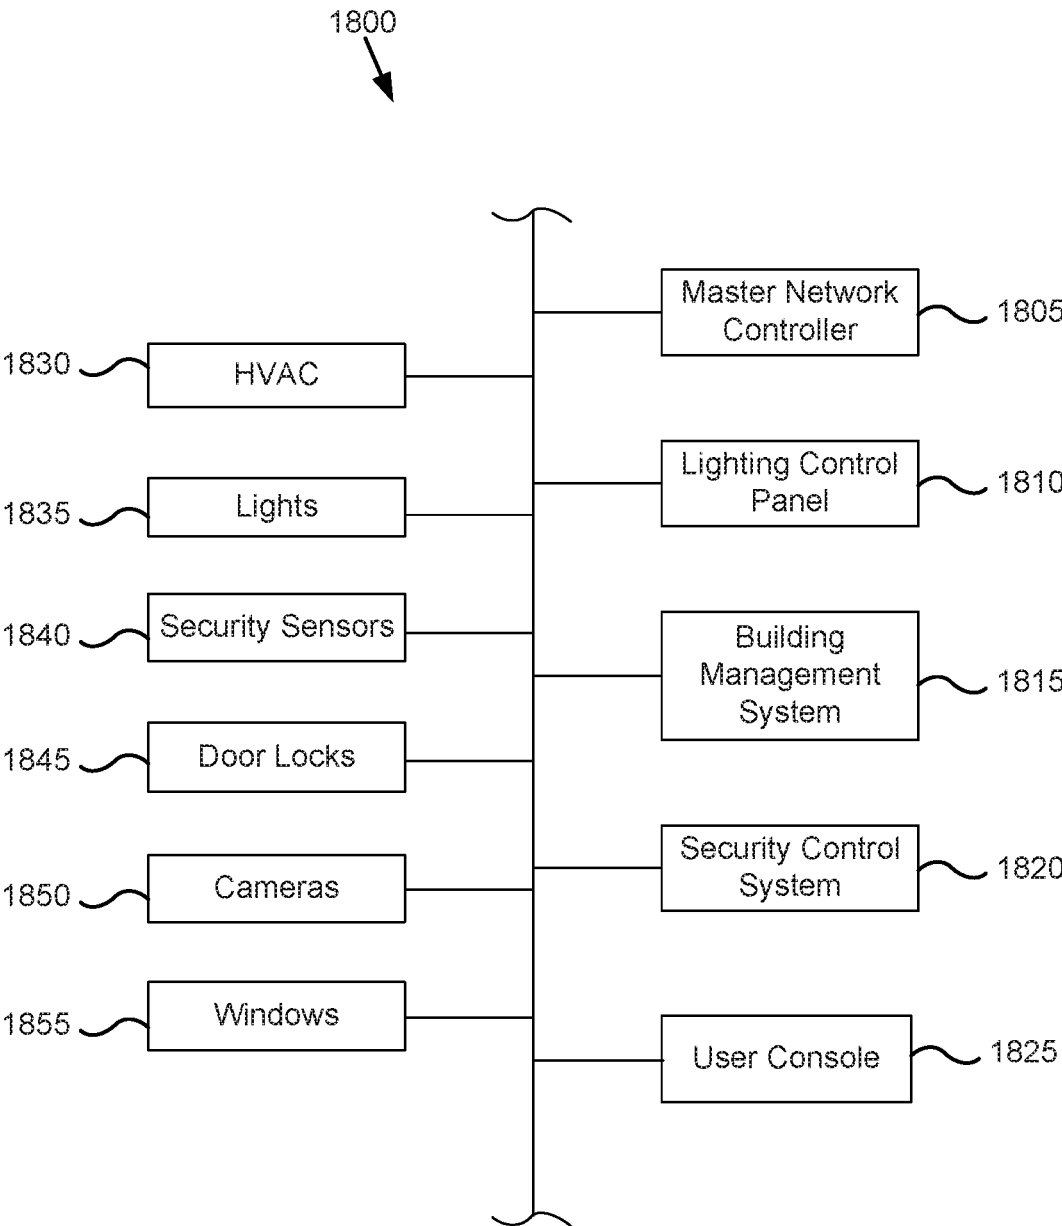 1800
Master Network
Controller
1805
1830
HVAC
Lighting Control
Panel
1810
1835
Lights
1840
Security Sensors
Building
Management
System
1815
1845
Door Locks
Security Control
System
1820
1850
Cameras
1855
Windows
User Console
1825